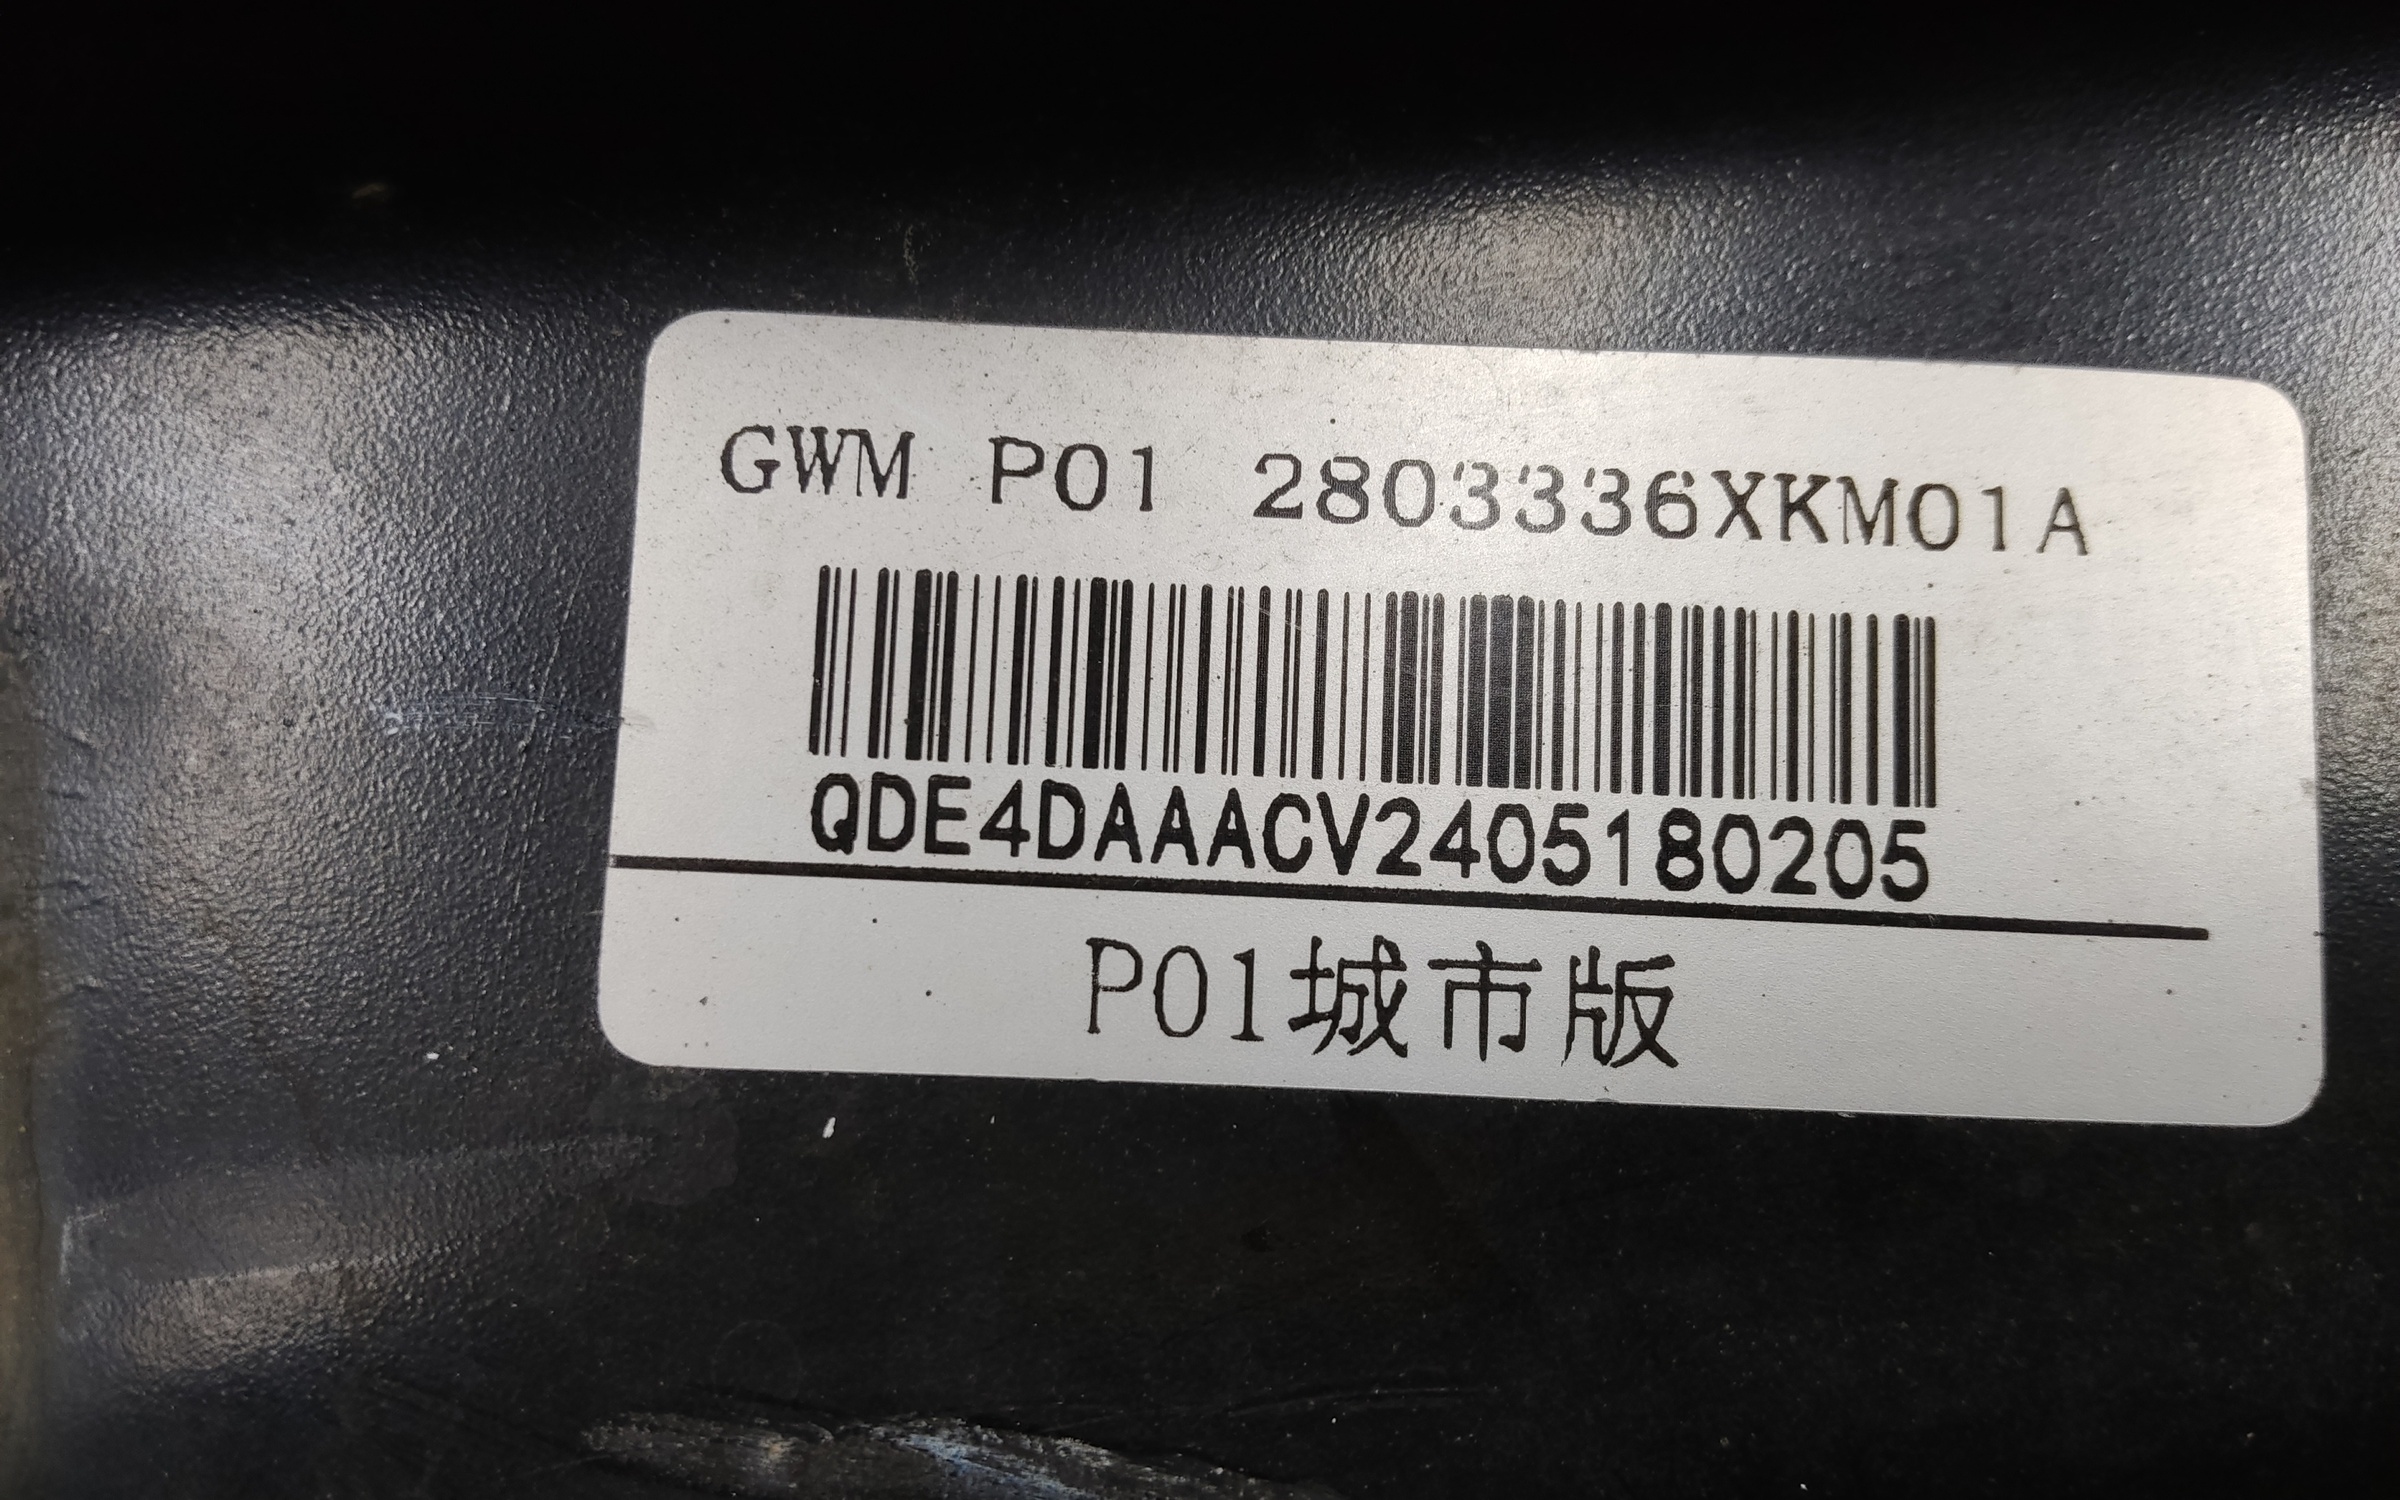 GWM P01 2803336XKM01A
QDE4DAAACV2405180205
P01城市版